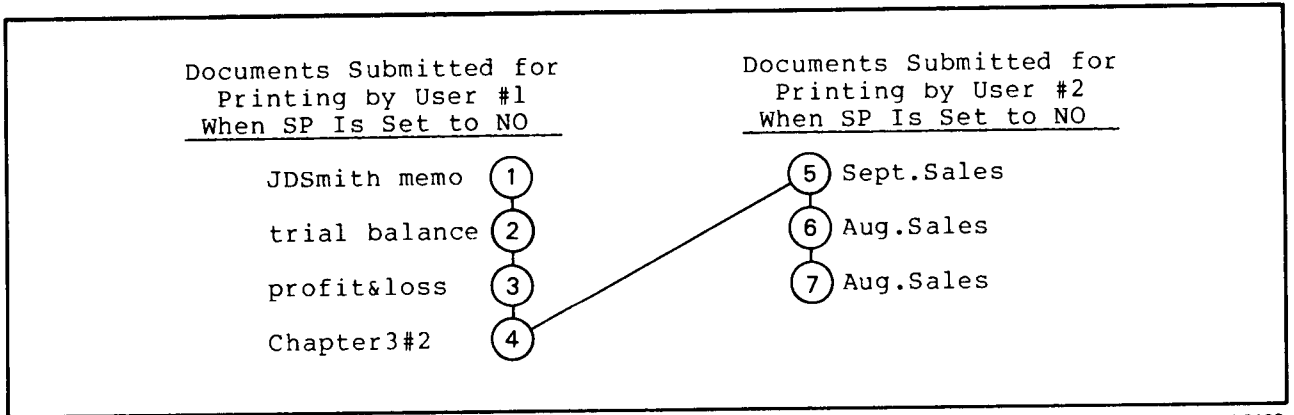 Documents Submitted for
Printing by User #1
When SP Is Set to NO
JDSmith memo 1
trial balance 2
profit&loss 3
Chapter3#2 4
Documents Submitted for
Printing by User #2
When SP Is Set to NO
5 Sept.Sales
6 Aug.Sales
7 Aug.Sales